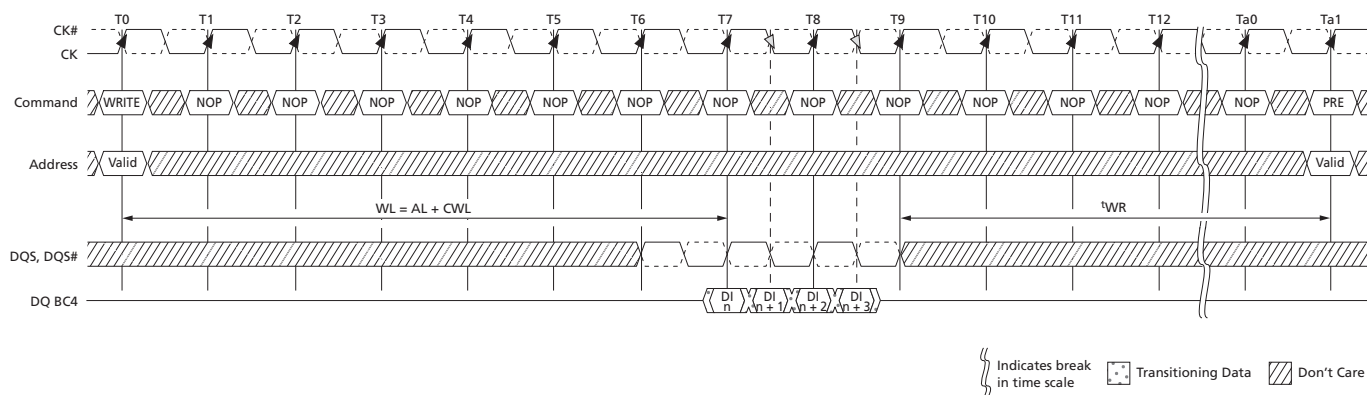 T0 T1 T2 T3 T4 T5 T6 T7 T8 T9 T10 T11 T12 Ta0 Ta1
CK#
CK
Command WRITE NOP NOP NOP NOP NOP NOP NOP NOP NOP NOP NOP NOP NOP PRE
Address Valid Valid
WL = AL + CWL tWR
DQS, DQS#
DQ BC4 DI n DI n + 1 DI n + 2 DI n + 3
Indicates break in time scale Transitioning Data Don't Care